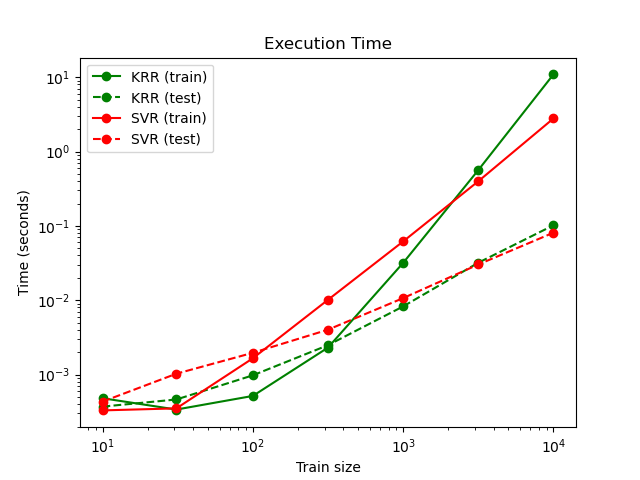 Execution Time
KRR (train)
KRR (test)
SVR (train)
SVR (test)
10¹
10⁰
10⁻¹
10⁻²
10⁻³
Time (seconds)
10¹ 10² 10³ 10⁴
Train size